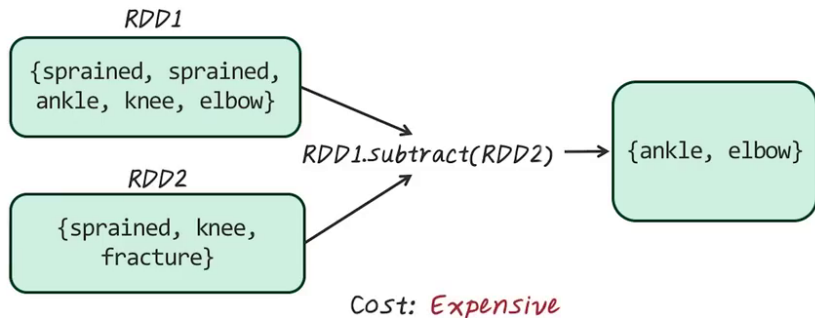 RDD1
{sprained, sprained,
ankle, knee, elbow}
RDD1.subtract(RDD2)
{ankle, elbow}
RDD2
{sprained, knee,
fracture}
Cost: Expensive